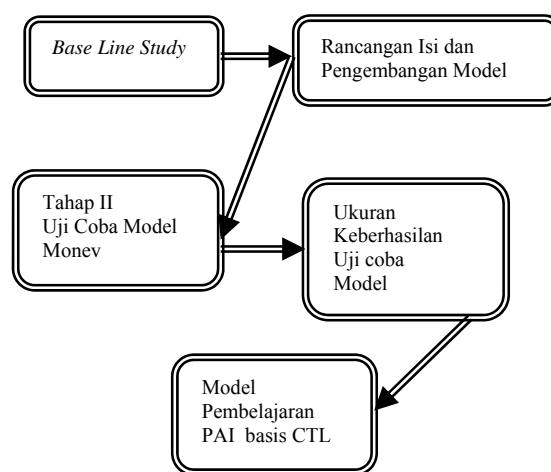 Base Line Study
Rancangan Isi dan
Pengembangan Model
Tahap II
Uji Coba Model
Monev
Ukuran
Keberhasilan
Uji coba
Model
Model
Pembelajaran
PAI basis CTL